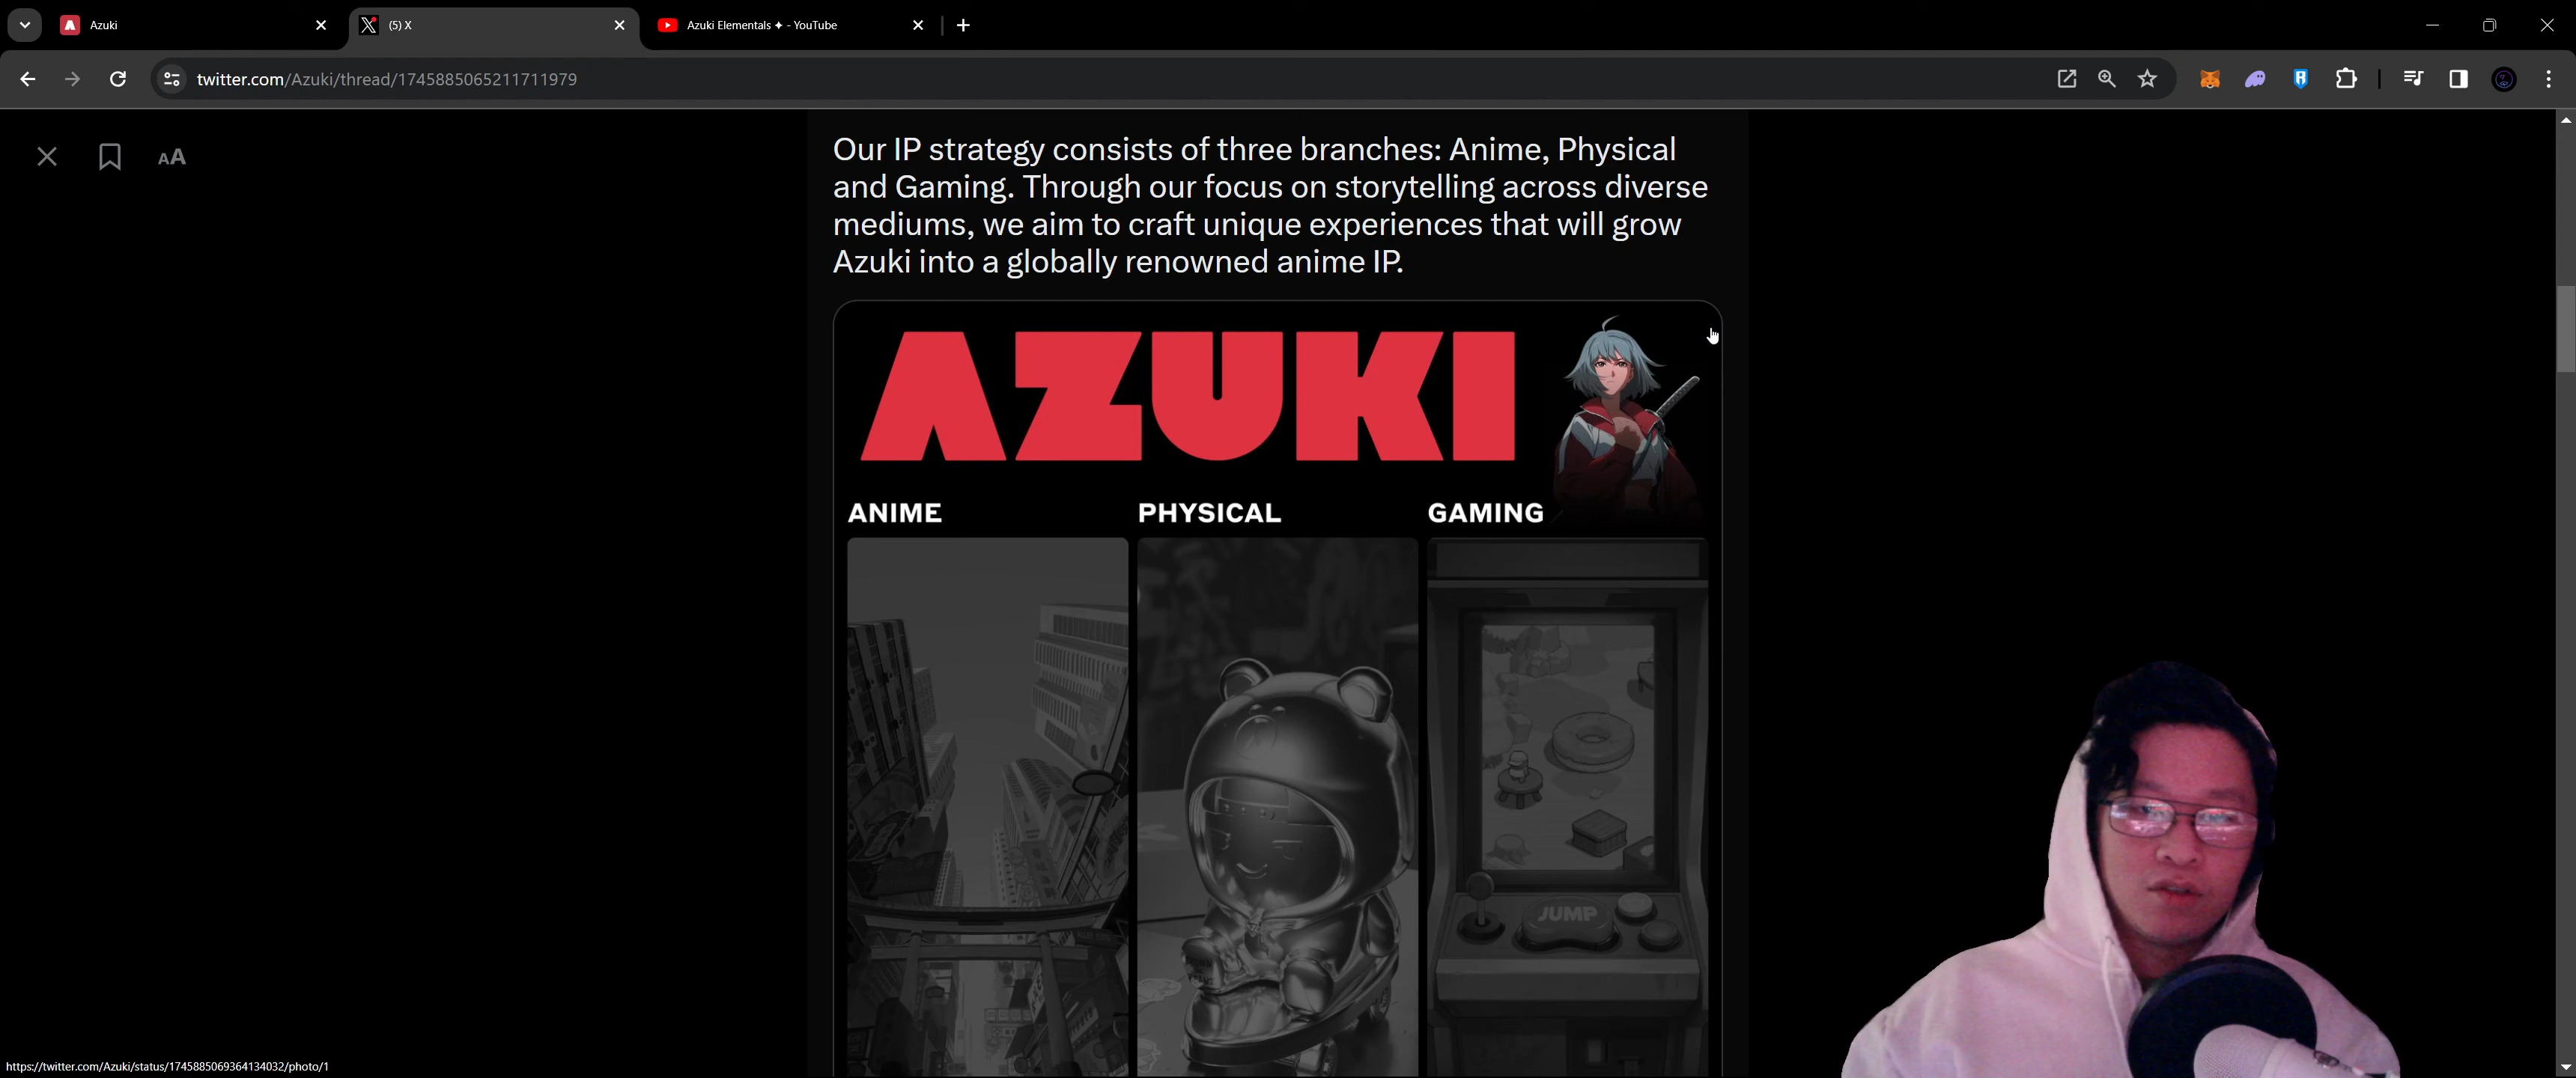 Azuki
(5) X
Azuki Elementals ✦ - YouTube
twitter.com/Azuki/thread/1745885065211711979
AA
Our IP strategy consists of three branches: Anime, Physical
and Gaming. Through our focus on storytelling across diverse
mediums, we aim to craft unique experiences that will grow
Azuki into a globally renowned anime IP.
AZUKI
ANIME
PHYSICAL
GAMING
JUMP
https://twitter.com/Azuki/status/1745885069364134032/photo/1